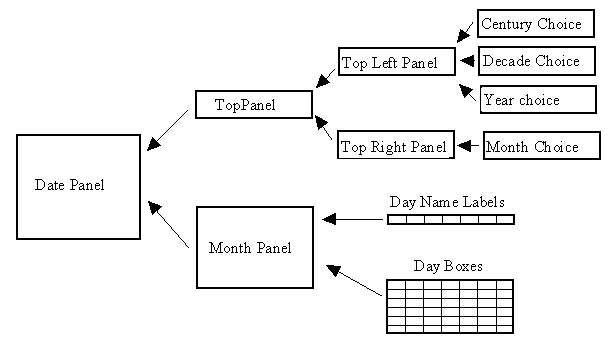 Century Choice
Top Left Panel
Decade Choice
Year choice
TopPanel
Top Right Panel
Month Choice
Date Panel
Day Name Labels
Month Panel
Day Boxes